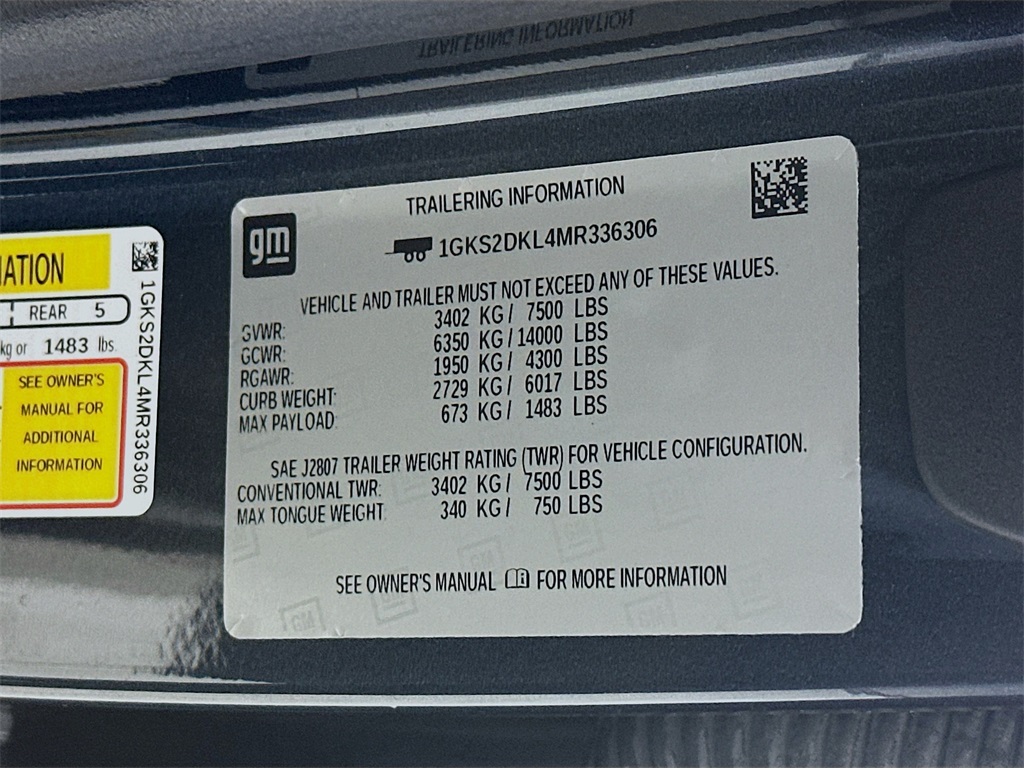 TRAILERING INFORMATION
gm
TRAILERING INFORMATION
1GKS2DKL4MR336306
VEHICLE AND TRAILER MUST NOT EXCEED ANY OF THESE VALUES.
GVWR: 3402 KG/ 7500 LBS
GCWR: 6350 KG/14000 LBS
RGAWR: 1950 KG/ 4300 LBS
CURB WEIGHT: 2729 KG/ 6017 LBS
MAX PAYLOAD: 673 KG/ 1483 LBS
SAE J2807 TRAILER WEIGHT RATING (TWR) FOR VEHICLE CONFIGURATION.
CONVENTIONAL TWR: 3402 KG/ 7500 LBS
MAX TONGUE WEIGHT: 340 KG/ 750 LBS
SEE OWNER'S MANUAL FOR MORE INFORMATION
GM
MATION
REAR 5
kg or 1483 lbs.
SEE OWNER'S
MANUAL FOR
ADDITIONAL
INFORMATION
1GKS2DKL4MR336306